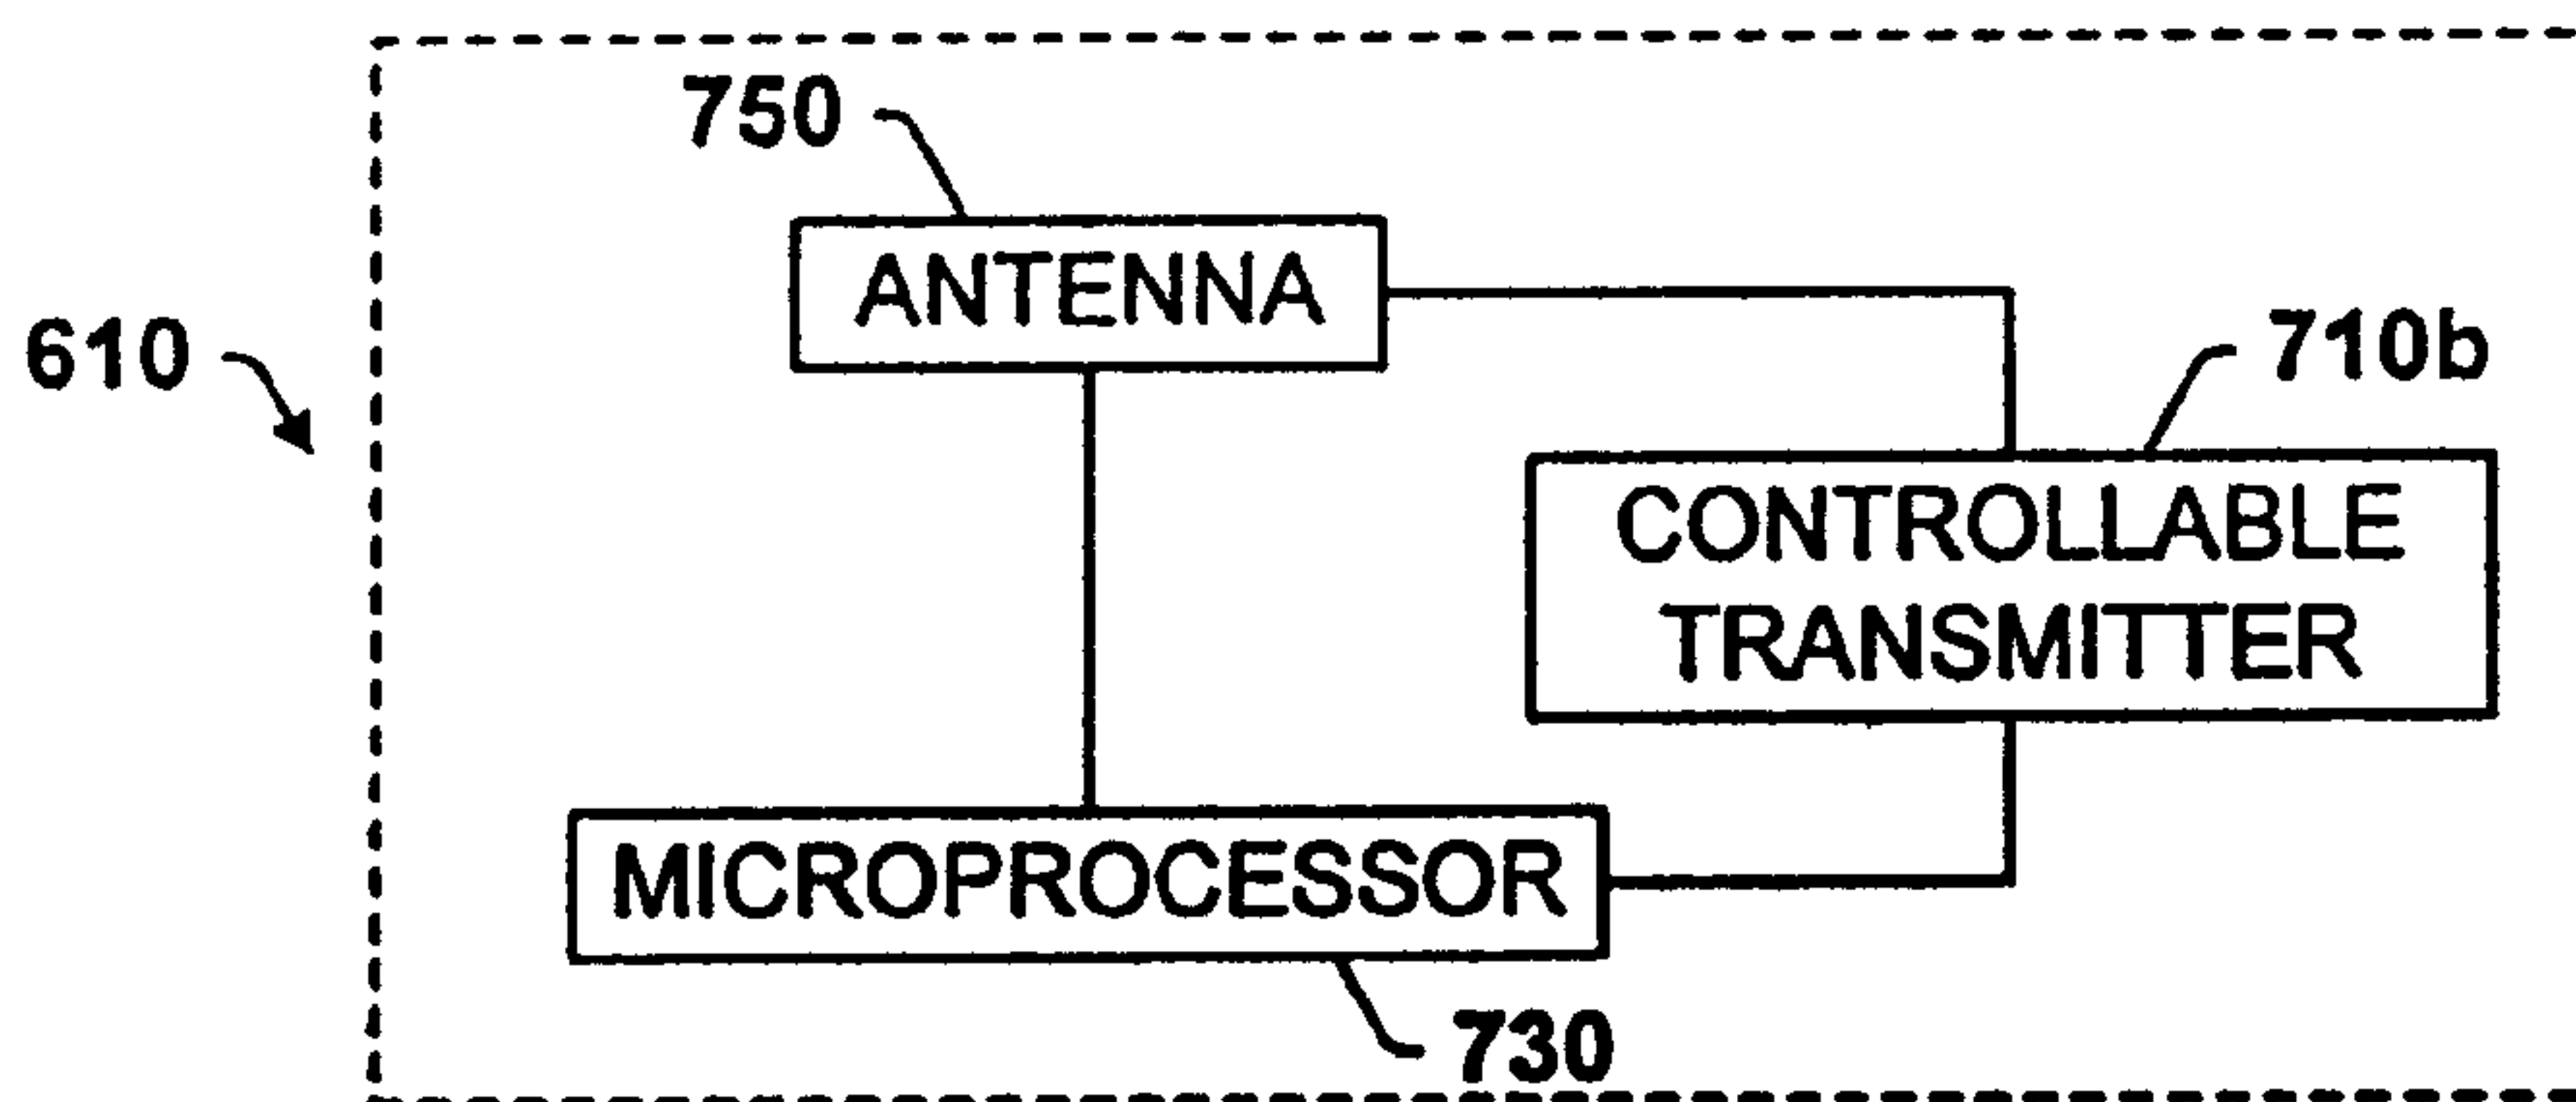 750
ANTENNA
610
710b
CONTROLLABLE
TRANSMITTER
MICROPROCESSOR
730